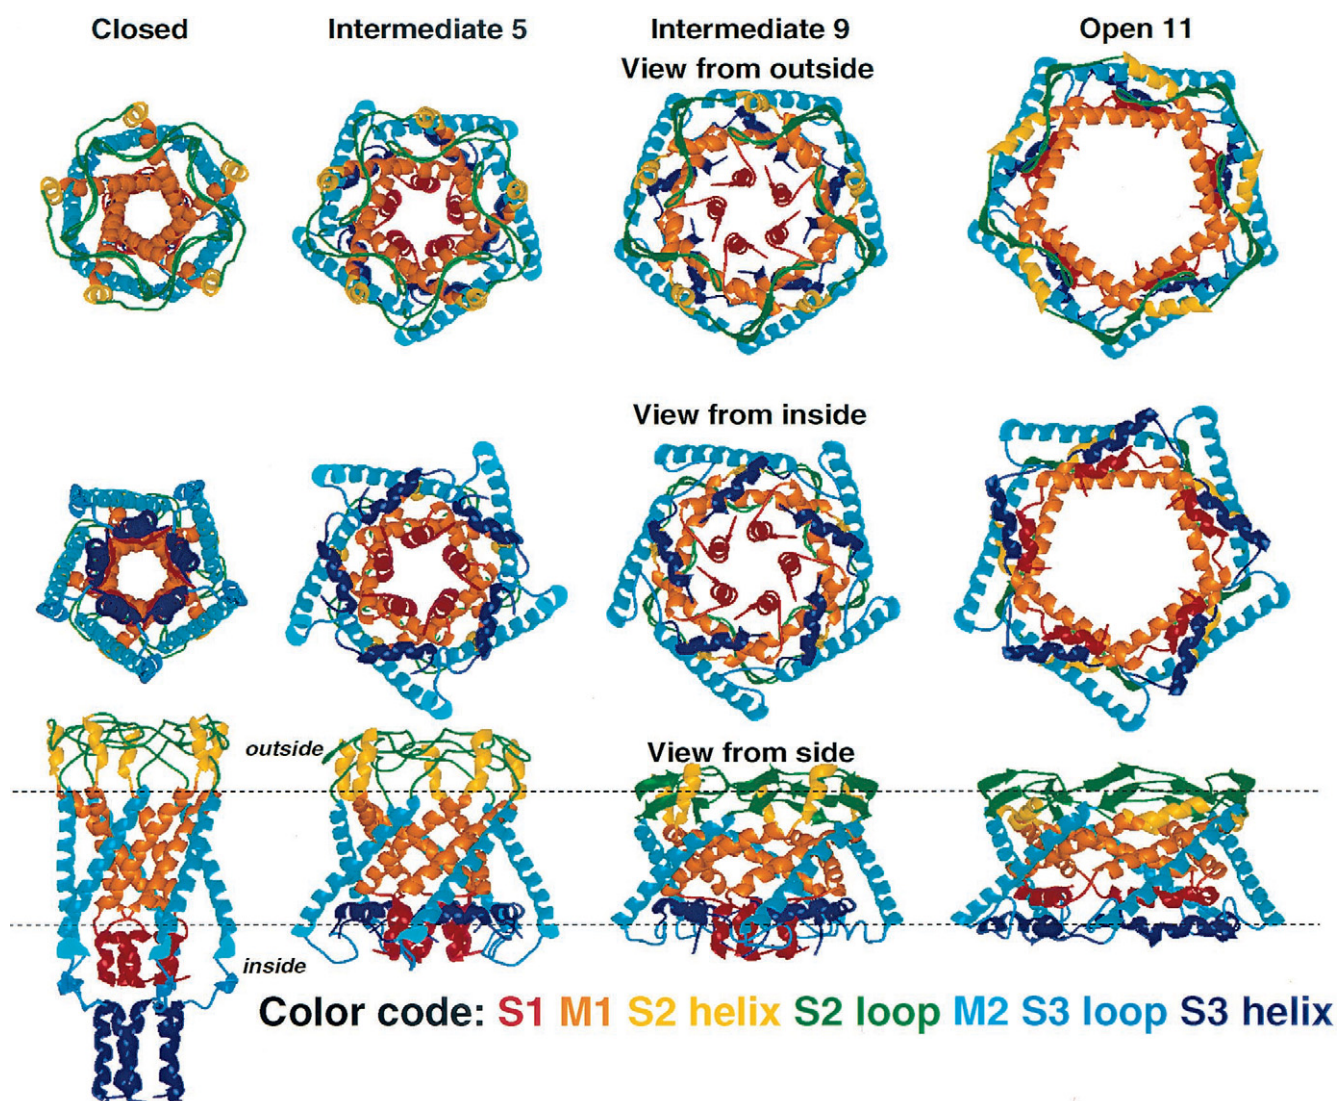 Closed
Intermediate 5
Intermediate 9
Open 11
View from outside
View from inside
View from side
outside
inside
Color code: S1 M1 S2 helix S2 loop M2 S3 loop S3 helix